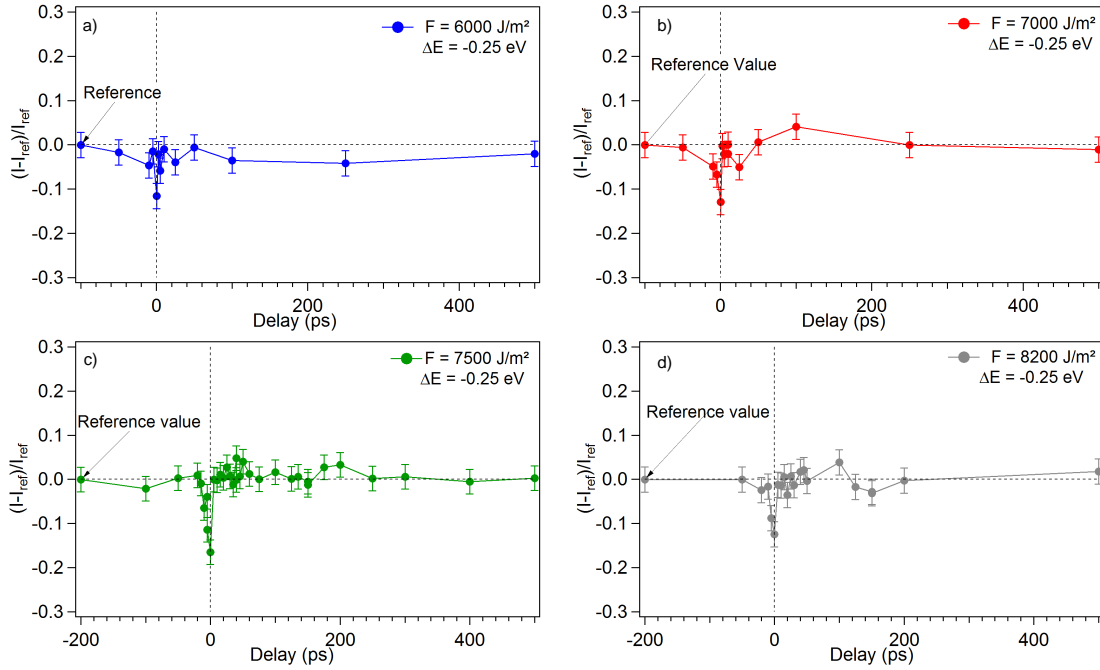 a)
F = 6000 J/m²
ΔE = -0.25 eV
Reference
(I-I_ref)/I_ref
0.3
0.2
0.1
0.0
-0.1
-0.2
-0.3
0
200
400
Delay (ps)
b)
F = 7000 J/m²
ΔE = -0.25 eV
Reference Value
(I-I_ref)/I_ref
0.3
0.2
0.1
0.0
-0.1
-0.2
-0.3
0
200
400
Delay (ps)
c)
F = 7500 J/m²
ΔE = -0.25 eV
Reference value
(I-I_ref)/I_ref
0.3
0.2
0.1
0.0
-0.1
-0.2
-0.3
-200
0
200
400
Delay (ps)
d)
F = 8200 J/m²
ΔE = -0.25 eV
Reference value
(I-I_ref)/I_ref
0.3
0.2
0.1
0.0
-0.1
-0.2
-0.3
-200
0
200
400
Delay (ps)